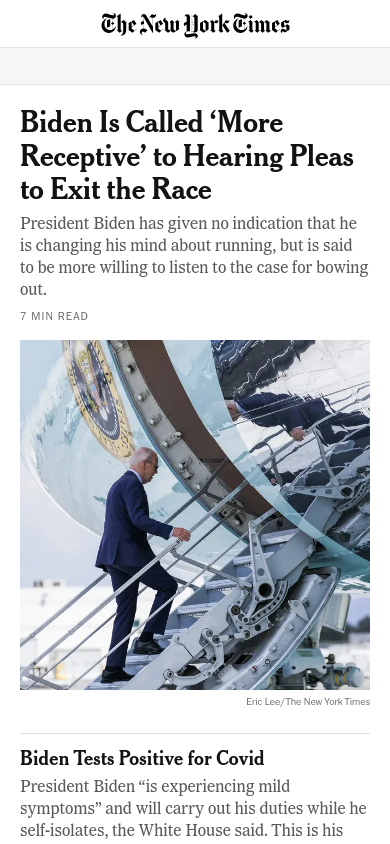 The New York Times
Biden Is Called ‘More
Receptive’ to Hearing Pleas
to Exit the Race
President Biden has given no indication that he
is changing his mind about running, but is said
to be more willing to listen to the case for bowing
out.
7 MIN READ
Eric Lee/The New York Times
Biden Tests Positive for Covid
President Biden “is experiencing mild
symptoms” and will carry out his duties while he
self-isolates, the White House said. This is his